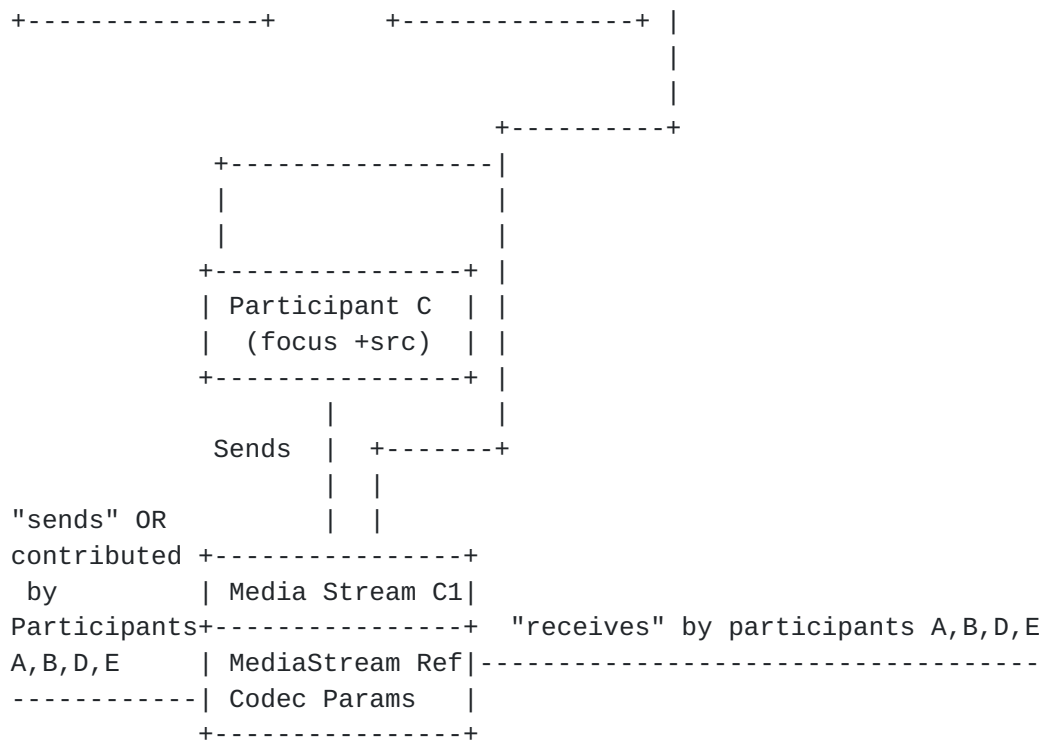 +---------------+       +----------------+ |
|
|
+----------+
+-----------------|
|                 |
|                 |
+----------------+ |
| Participant C  | |
|  (focus +src)  | |
+----------------+ |
|          |
Sends  |  +-------+
|  |
"sends" OR          |  |
contributed +----------------+
by         | Media Stream C1|
Participants+----------------+  "receives" by participants A,B,D,E
A,B,D,E     | MediaStream Ref|------------------------------------
------------| Codec Params   |
+----------------+